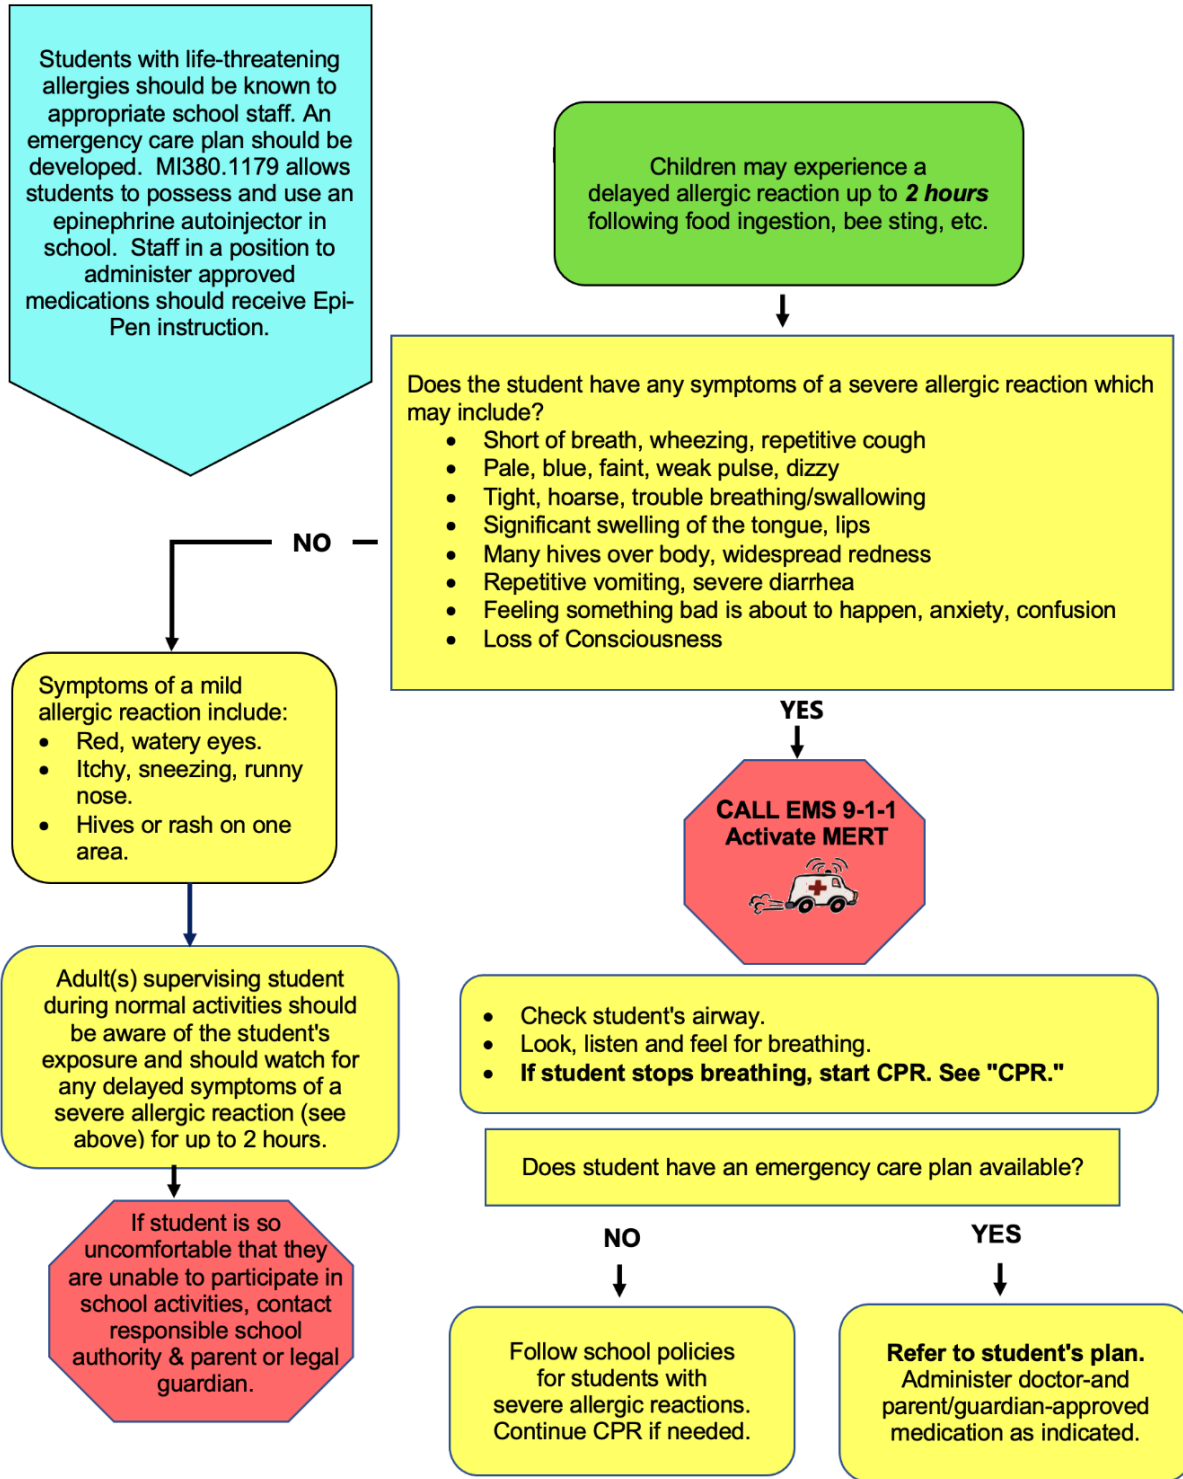 Students with life-threatening
allergies should be known to
appropriate school staff. An
emergency care plan should be
developed. MI380.1179 allows
students to possess and use an
epinephrine autoinjector in
school. Staff in a position to
administer approved
medications should receive Epi-
Pen instruction.
Children may experience a
delayed allergic reaction up to 2 hours
following food ingestion, bee sting, etc.
Does the student have any symptoms of a severe allergic reaction which
may include?
• Short of breath, wheezing, repetitive cough
• Pale, blue, faint, weak pulse, dizzy
• Tight, hoarse, trouble breathing/swallowing
• Significant swelling of the tongue, lips
• Many hives over body, widespread redness
• Repetitive vomiting, severe diarrhea
• Feeling something bad is about to happen, anxiety, confusion
• Loss of Consciousness
NO
Symptoms of a mild
allergic reaction include:
• Red, watery eyes.
• Itchy, sneezing, runny
nose.
• Hives or rash on one
area.
Adult(s) supervising student
during normal activities should
be aware of the student's
exposure and should watch for
any delayed symptoms of a
severe allergic reaction (see
above) for up to 2 hours.
If student is so
uncomfortable that they
are unable to participate in
school activities, contact
responsible school
authority & parent or legal
guardian.
YES
CALL EMS 9-1-1
Activate MERT
• Check student's airway.
• Look, listen and feel for breathing.
• If student stops breathing, start CPR. See "CPR."
Does student have an emergency care plan available?
NO
Follow school policies
for students with
severe allergic reactions.
Continue CPR if needed.
YES
Refer to student's plan.
Administer doctor-and
parent/guardian-approved
medication as indicated.